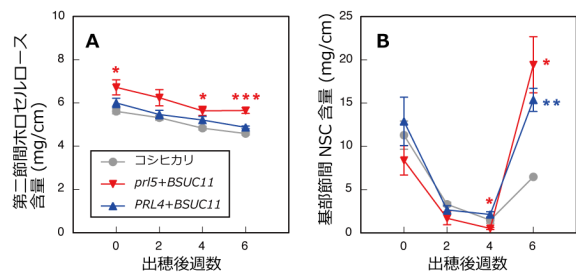 A
第二節間ホロセルロース
含量 (mg/cm)
10
8
6
4
2
0
* * ***
コシヒカリ
prl5+BSUC11
PRL4+BSUC11
0 2 4 6
出穂後週数
B
基部節間 NSC 含量 (mg/cm)
25
20
15
10
5
0
*
**
*
0 2 4 6
出穂後週数